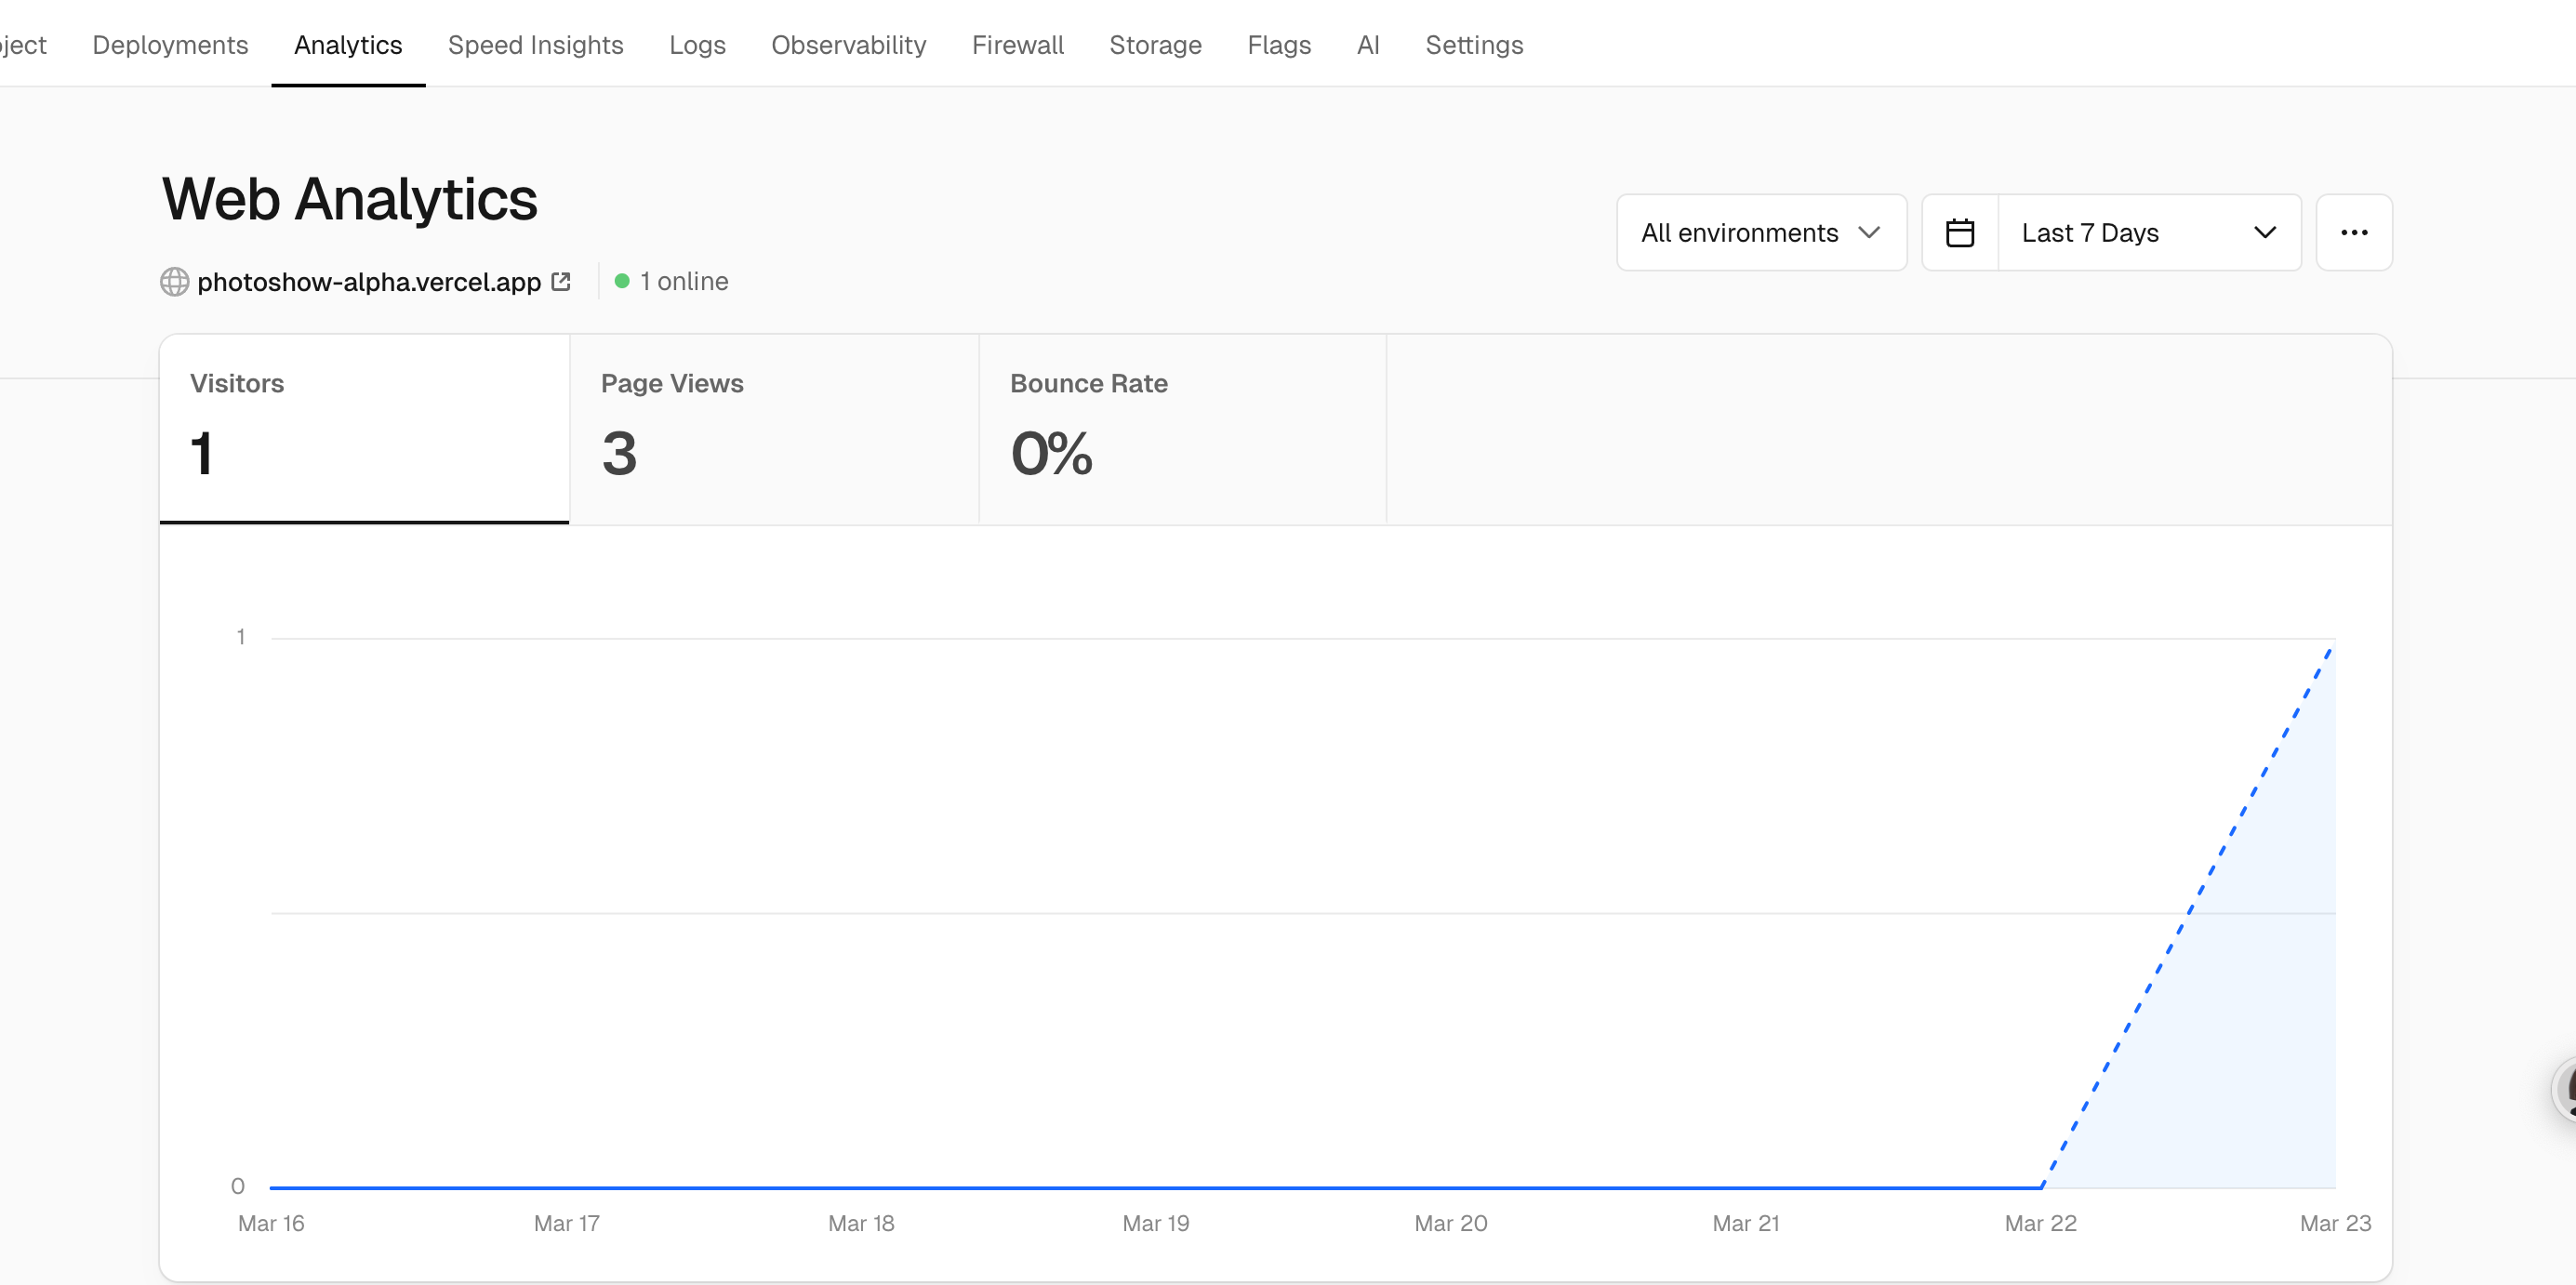 ject Deployments Analytics Speed Insights Logs Observability Firewall Storage Flags AI Settings
Web Analytics
All environments Last 7 Days
photoshow-alpha.vercel.app 1 online
Visitors Page Views Bounce Rate
1 3 0%
1
0
Mar 16 Mar 17 Mar 18 Mar 19 Mar 20 Mar 21 Mar 22 Mar 23